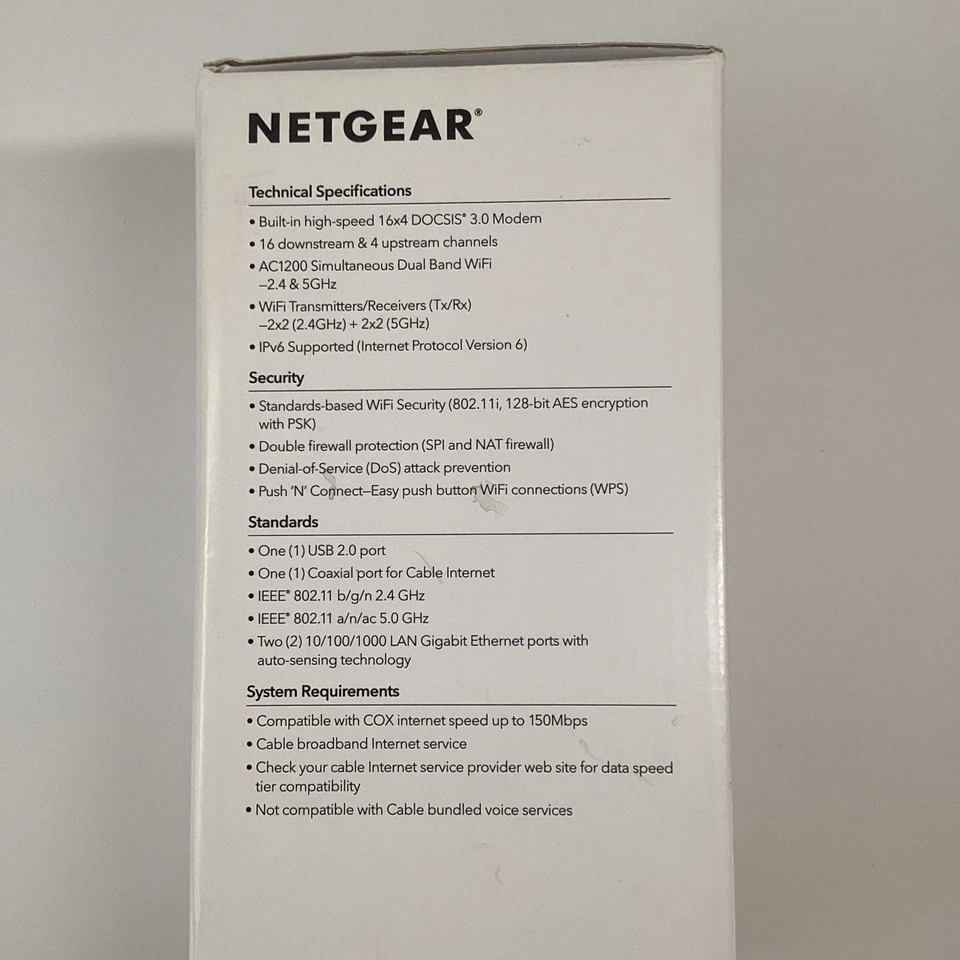 NETGEAR®
Technical Specifications
• Built-in high-speed 16x4 DOCSIS® 3.0 Modem
• 16 downstream & 4 upstream channels
• AC1200 Simultaneous Dual Band WiFi
–2.4 & 5GHz
• WiFi Transmitters/Receivers (Tx/Rx)
–2x2 (2.4GHz) + 2x2 (5GHz)
• IPv6 Supported (Internet Protocol Version 6)
Security
• Standards-based WiFi Security (802.11i, 128-bit AES encryption
with PSK)
• Double firewall protection (SPI and NAT firewall)
• Denial-of-Service (DoS) attack prevention
• Push ‘N’ Connect–Easy push button WiFi connections (WPS)
Standards
• One (1) USB 2.0 port
• One (1) Coaxial port for Cable Internet
• IEEE® 802.11 b/g/n 2.4 GHz
• IEEE® 802.11 a/n/ac 5.0 GHz
• Two (2) 10/100/1000 LAN Gigabit Ethernet ports with
auto-sensing technology
System Requirements
• Compatible with COX internet speed up to 150Mbps
• Cable broadband Internet service
• Check your cable Internet service provider web site for data speed
tier compatibility
• Not compatible with Cable bundled voice services